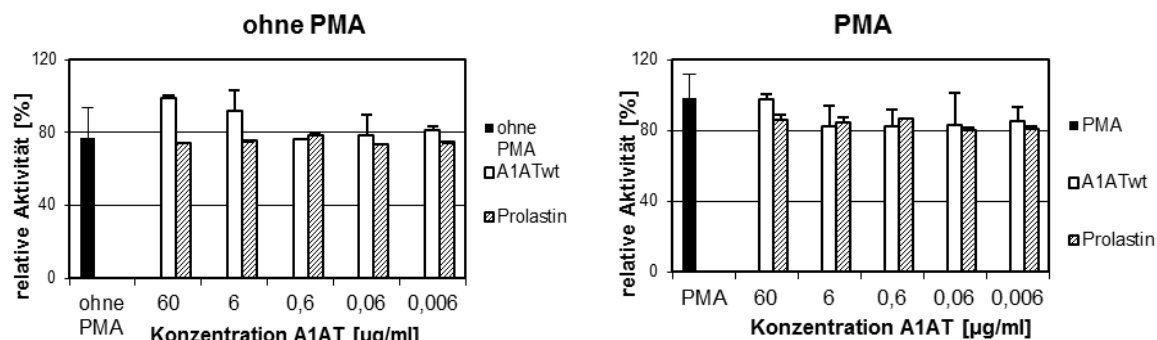 ohne PMA
120
80
40
0
relative Aktivität [%]
ohne
PMA
60
6
0,6
0,06
0,006
Konzentration A1AT [µg/ml]
ohne
PMA
A1ATwt
Prolastin
PMA
120
80
40
0
relative Aktivität [%]
PMA
60
6
0,6
0,06
0,006
Konzentration A1AT [µg/ml]
PMA
A1ATwt
Prolastin